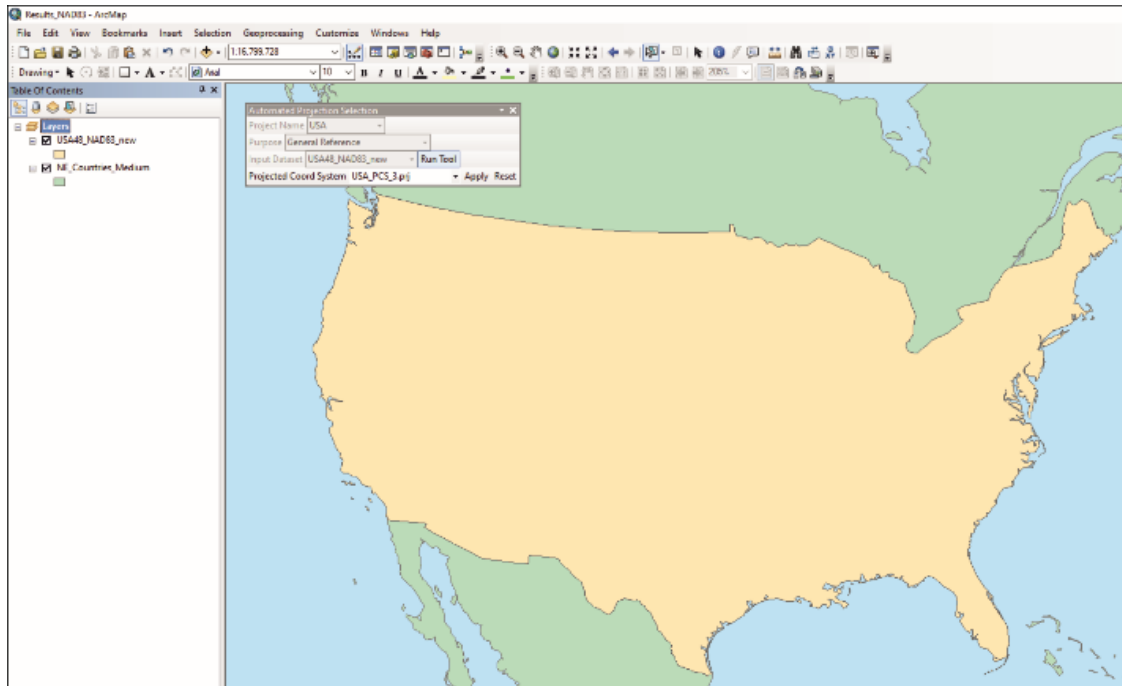 Results_NAD83 - ArcMap
File Edit View Bookmarks Insert Selection Geoprocessing Customize Windows Help
1:16.799.728
Drawing Arial 10 B I U A 205%
Table Of Contents
Layers
USA48_NAD83_new
NE_Countries_Medium
Automated Projection Selection
Project Name USA
Purpose General Reference
Input Dataset USA48_NAD83_new Run Tool
Projected Coord System USA_PCS_3.prj Apply Reset